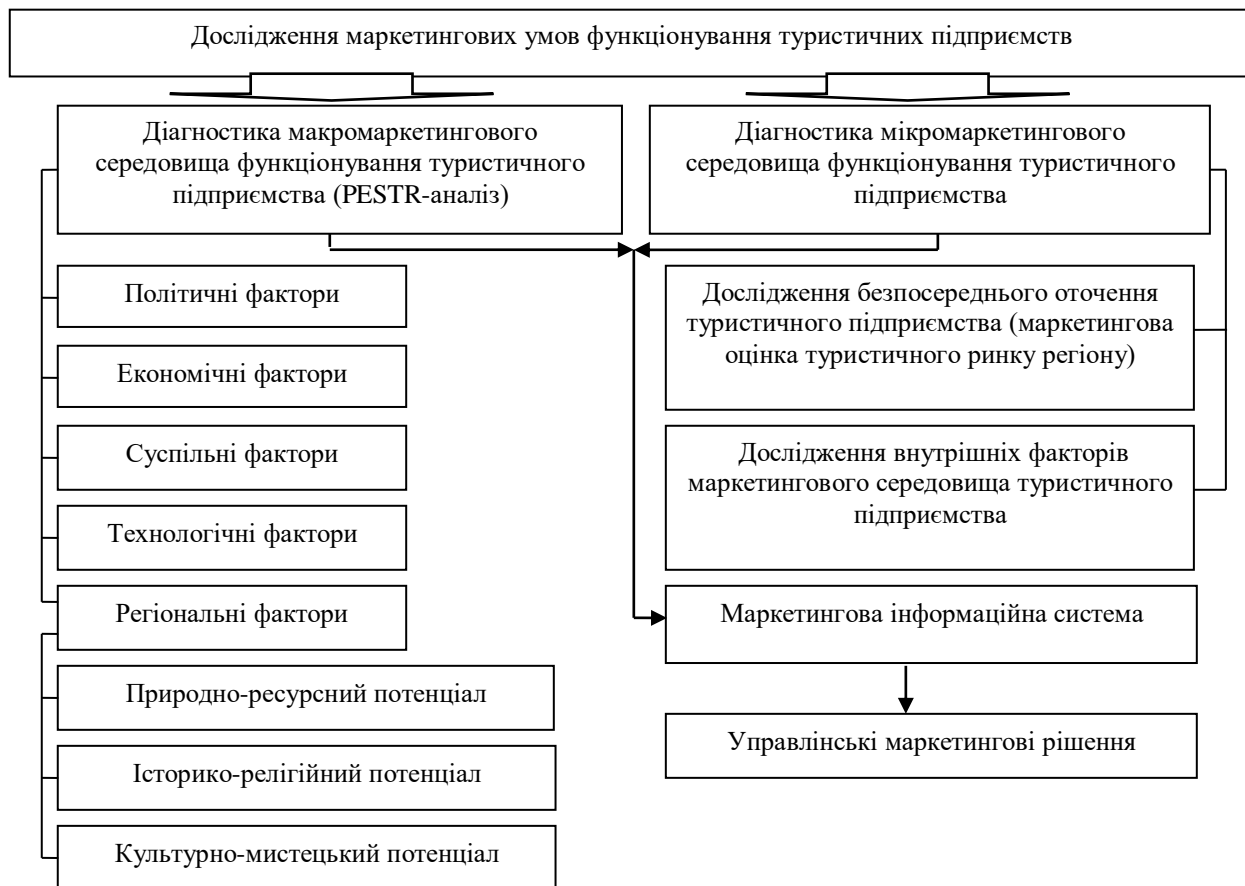 Дослідження маркетингових умов функціонування туристичних підприємств
Діагностика макромаркетингового
середовища функціонування туристичного
підприємства (PESTR-аналіз)
Діагностика мікромаркетингового
середовища функціонування туристичного
підприємства
Політичні фактори
Економічні фактори
Суспільні фактори
Технологічні фактори
Регіональні фактори
Природно-ресурсний потенціал
Історико-релігійний потенціал
Культурно-мистецький потенціал
Дослідження безпосереднього оточення
туристичного підприємства (маркетингова
оцінка туристичного ринку регіону)
Дослідження внутрішніх факторів
маркетингового середовища туристичного
підприємства
Маркетингова інформаційна система
Управлінські маркетингові рішення